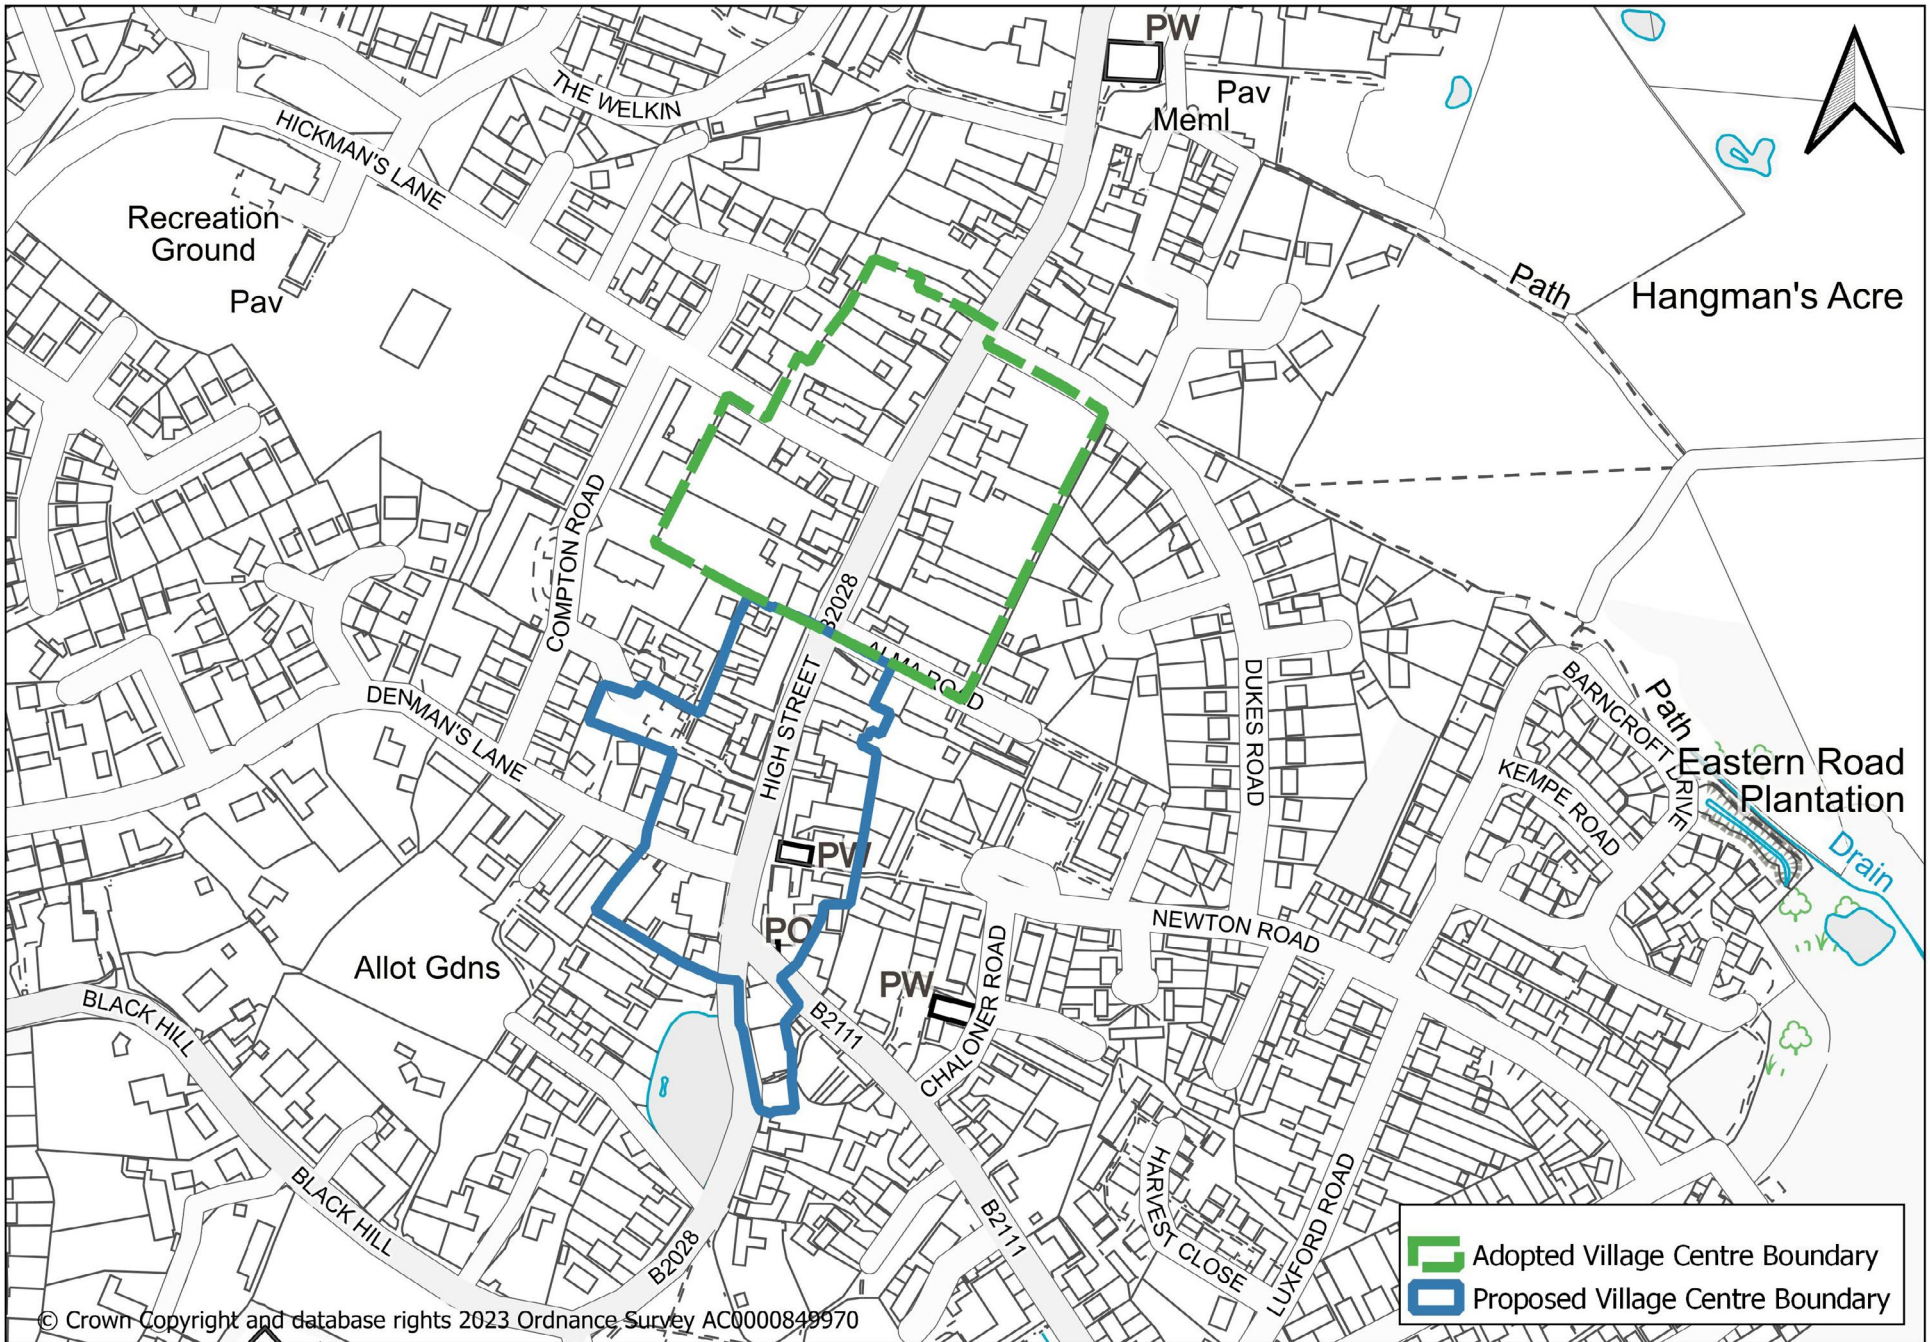 PW
Pav
Meml
THE WELKIN
HICKMAN'S LANE
Recreation
Ground
Pav
Path
Hangman's Acre
COMPTON ROAD
B2028
ALMA ROAD
HIGH STREET
DENMAN'S LANE
DUKES ROAD
BARNCROFT DRIVE
Path
KEMPE ROAD
Eastern Road
Plantation
Drain
PW
PO
NEWTON ROAD
Allot Gdns
PW
CHALONER ROAD
BLACK HILL
B2111
BLACK HILL
B2028
B2111
HARVEST CLOSE
LUXFORD ROAD
Adopted Village Centre Boundary
Proposed Village Centre Boundary
© Crown Copyright and database rights 2023 Ordnance Survey AC0000849970